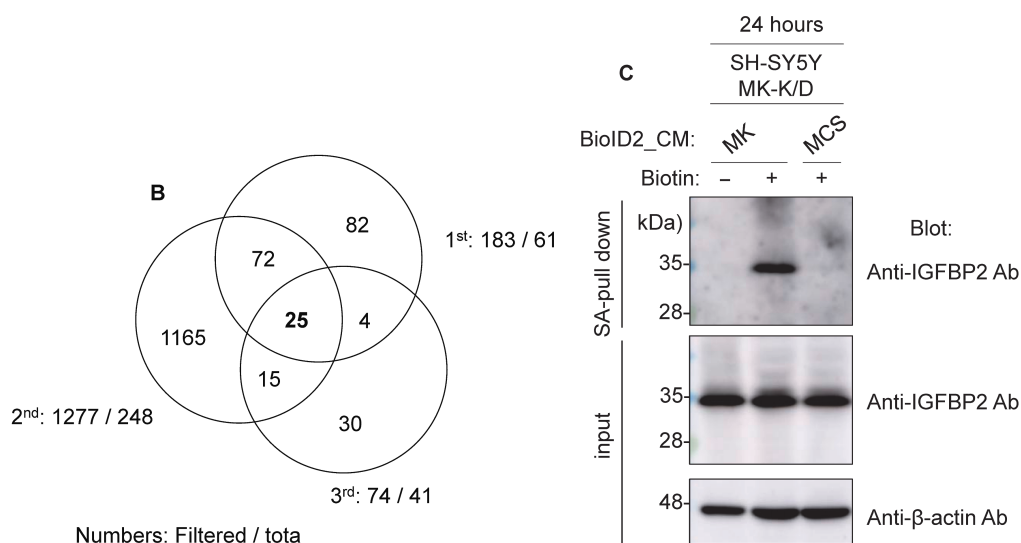 B
82
1st: 183 / 61
72
25
4
1165
15
30
2nd: 1277 / 248
3rd: 74 / 41
Numbers: Filtered / tota
C
24 hours
SH-SY5Y
MK-K/D
BioID2_CM: MK MCS
Biotin: – + +
SA-pull down
kDa)
35-
28-
Blot:
Anti-IGFBP2 Ab
input
35-
28-
Anti-IGFBP2 Ab
48-
Anti-β-actin Ab